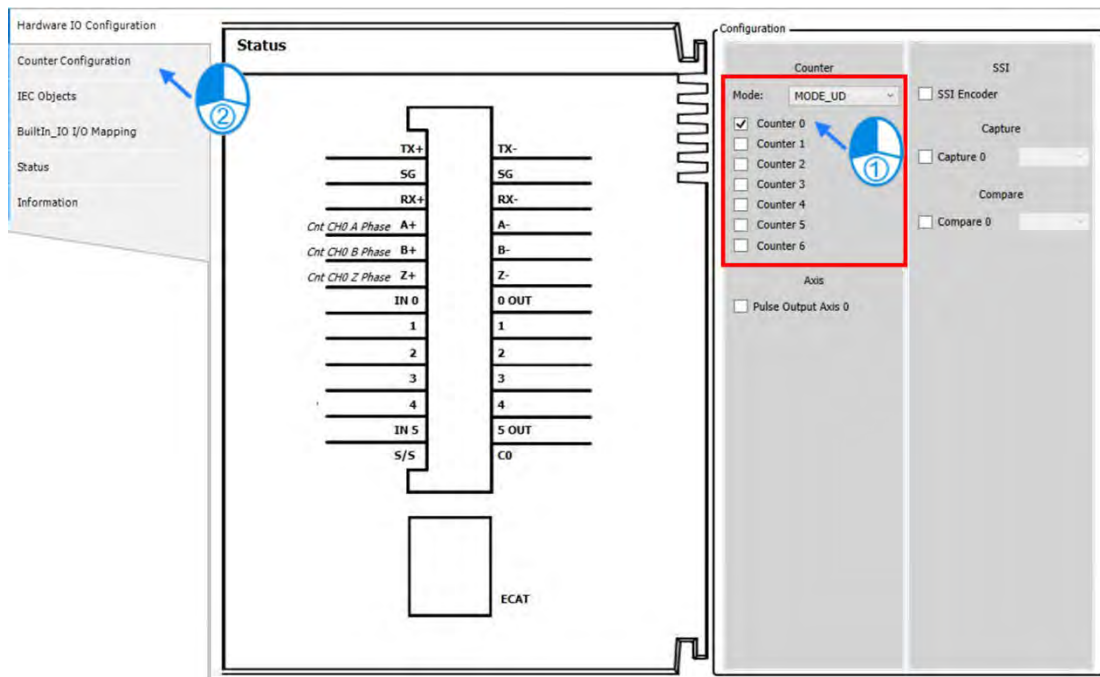 Hardware IO Configuration
Counter Configuration
IEC Objects
BuiltIn_IO I/O Mapping
Status
Information
②
Status
TX+ TX-
SG SG
RX+ RX-
Cnt CH0 A Phase A+ A-
Cnt CH0 B Phase B+ B-
Cnt CH0 Z Phase Z+ Z-
IN 0 0 OUT
1 1
2 2
3 3
4 4
IN 5 5 OUT
S/S C0
ECAT
Configuration
Counter
Mode: MODE_UD
Counter 0
①
Counter 1
Counter 2
Counter 3
Counter 4
Counter 5
Counter 6
Axis
Pulse Output Axis 0
SSI
SSI Encoder
Capture
Capture 0
Compare
Compare 0